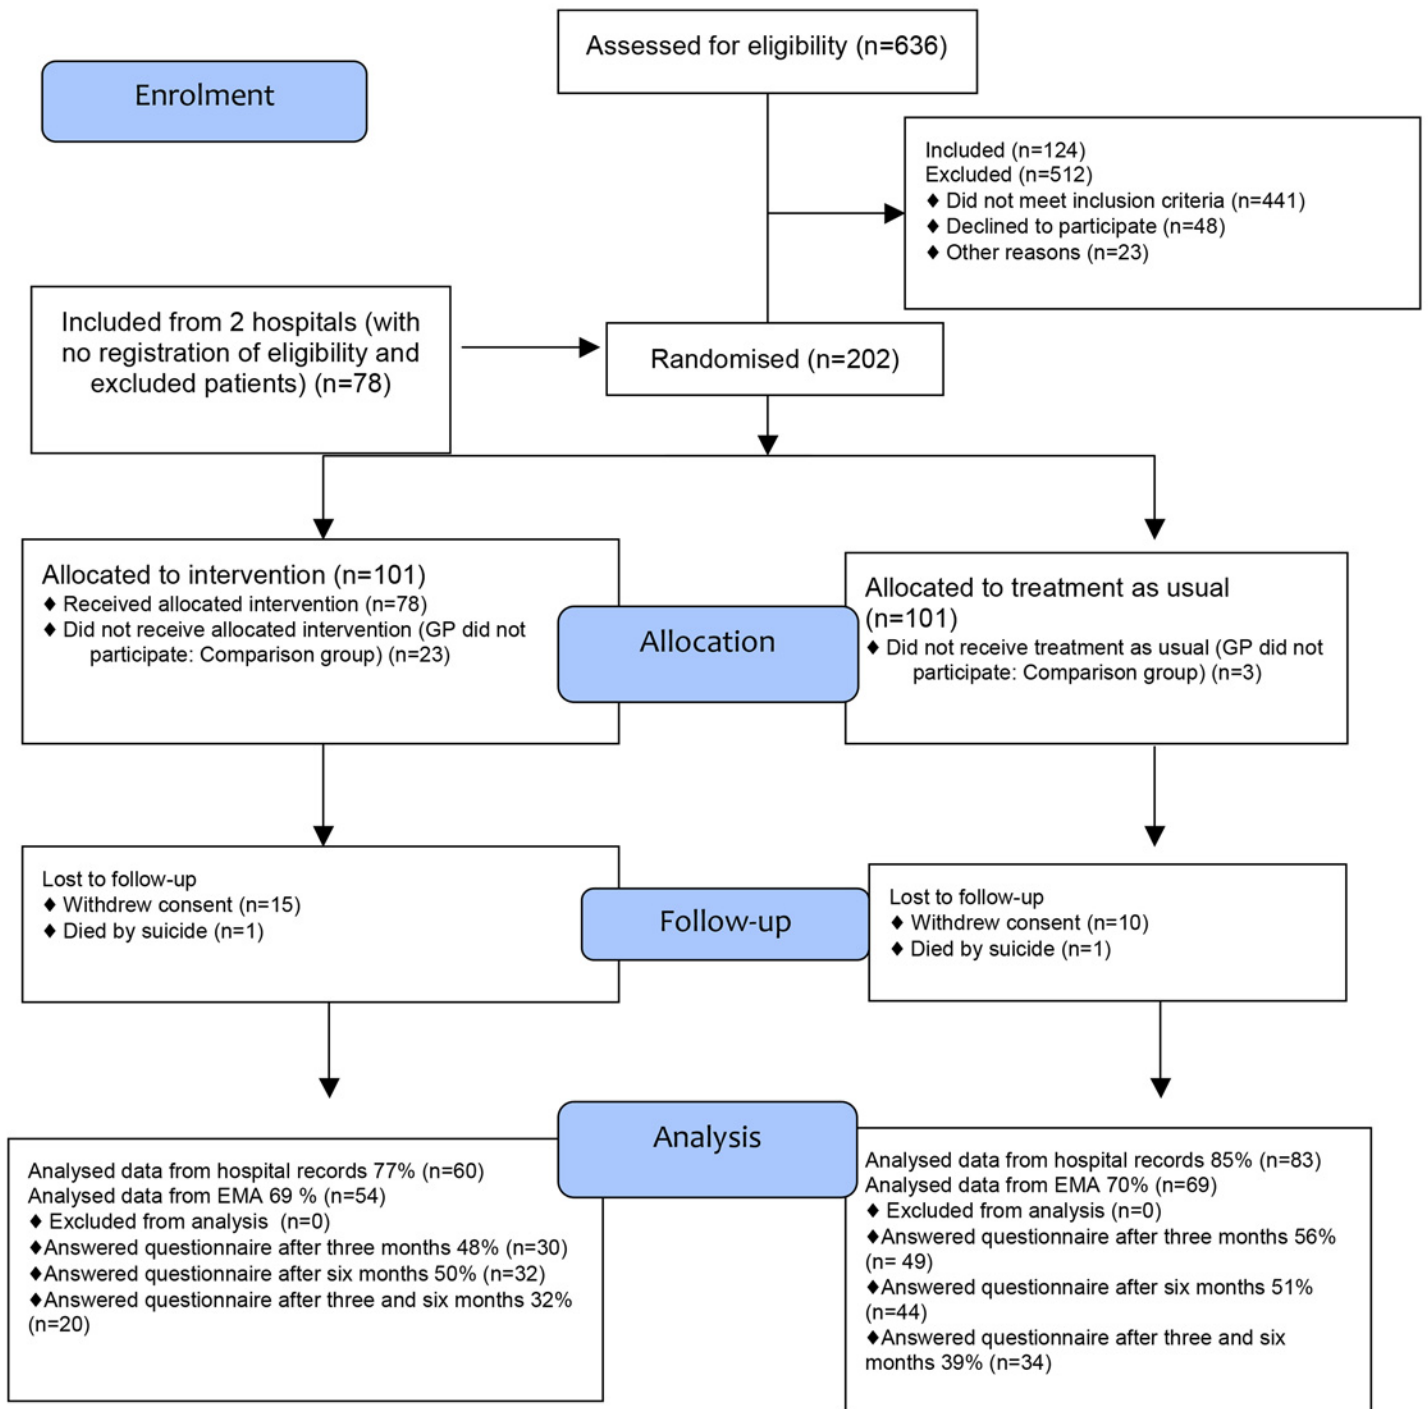 Assessed for eligibility (n=636)
Enrolment
Included (n=124)
Excluded (n=512)
♦ Did not meet inclusion criteria (n=441)
♦ Declined to participate (n=48)
♦ Other reasons (n=23)
Included from 2 hospitals (with
no registration of eligibility and
excluded patients) (n=78)
Randomised (n=202)
Allocated to intervention (n=101)
♦ Received allocated intervention (n=78)
♦ Did not receive allocated intervention (GP did not
participate: Comparison group) (n=23)
Allocation
Allocated to treatment as usual
(n=101)
♦ Did not receive treatment as usual (GP did not
participate: Comparison group) (n=3)
Lost to follow-up
♦ Withdrew consent (n=15)
♦ Died by suicide (n=1)
Follow-up
Lost to follow-up
♦ Withdrew consent (n=10)
♦ Died by suicide (n=1)
Analysis
Analysed data from hospital records 77% (n=60)
Analysed data from EMA 69 % (n=54)
♦ Excluded from analysis  (n=0)
♦Answered questionnaire after three months 48% (n=30)
♦Answered questionnaire after six months 50% (n=32)
♦Answered questionnaire after three and six months 32%
(n=20)
Analysed data from hospital records 85% (n=83)
Analysed data from EMA 70% (n=69)
♦ Excluded from analysis (n=0)
♦Answered questionnaire after three months 56%
(n= 49)
♦Answered questionnaire after six months 51%
(n=44)
♦Answered questionnaire after three and six
months 39% (n=34)